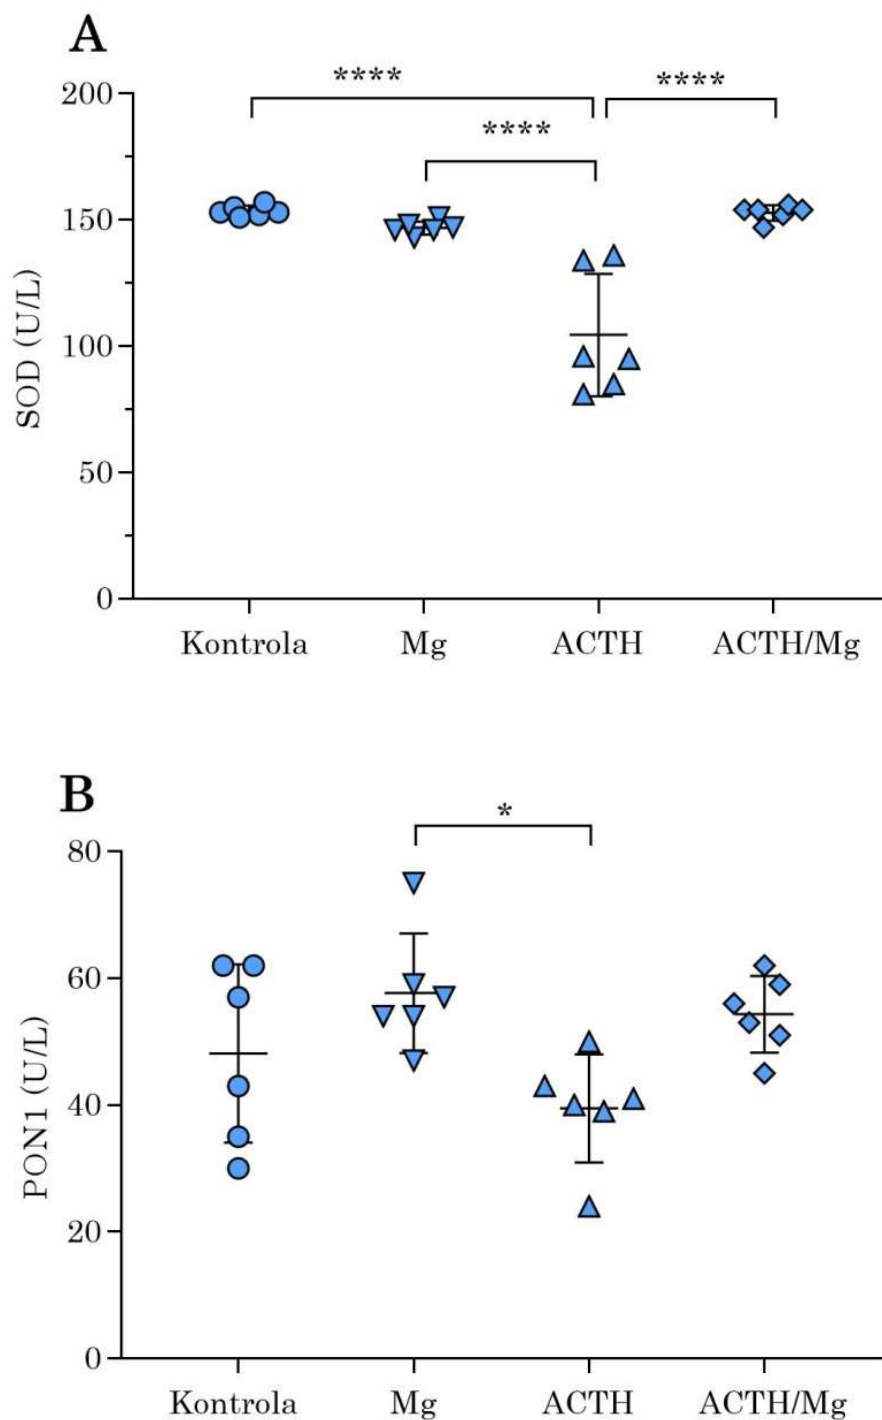 A
**** ****
****
200
150
100
50
0
SOD (U/L)
Kontrola Mg ACTH ACTH/Mg
B
*
80
60
40
20
0
PON1 (U/L)
Kontrola Mg ACTH ACTH/Mg